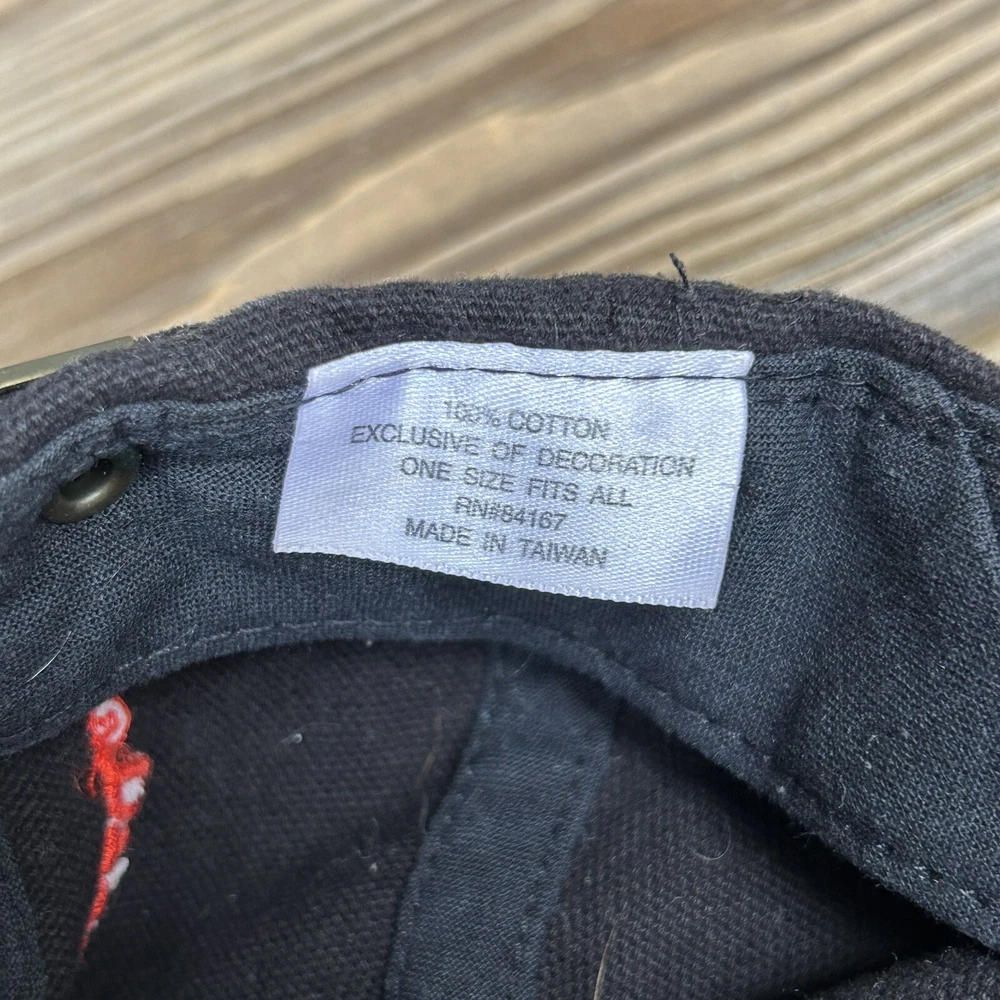 100% COTTON
EXCLUSIVE OF DECORATION
ONE SIZE FITS ALL
RN#84167
MADE IN TAIWAN